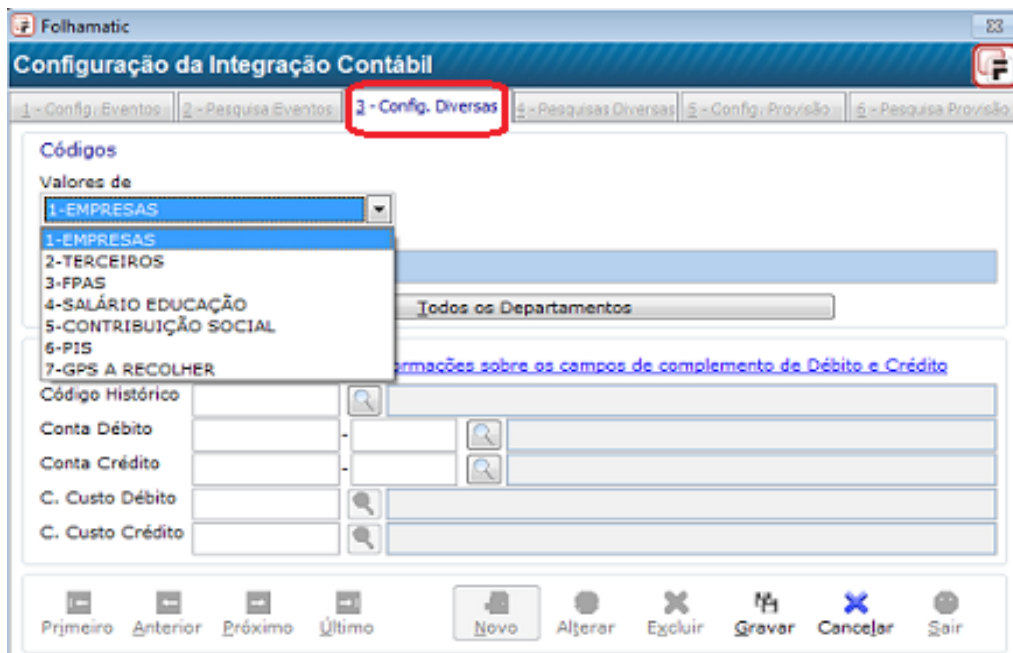 Folhamatic
Configuração da Integração Contábil
1 - Config. Eventos 2 - Pesquisa Eventos 3 - Config. Diversas 4 - Pesquisas Diversas 5 - Config. Provisão 6 - Pesquisa Provisão
Códigos
Valores de
1-EMPRESAS
1-EMPRESAS
2-TERCEIROS
3-FPAS
4-SALÁRIO EDUCAÇÃO
Todos os Departamentos
5-CONTRIBUIÇÃO SOCIAL
6-PIS
7-GPS A RECOLHER
ormações sobre os campos de complemento de Débito e Crédito
Código Histórico
Conta Débito -
Conta Crédito -
C. Custo Débito
C. Custo Crédito
Primeiro Anterior Próximo Último Novo Alterar Excluir Gravar Cancelar Sair